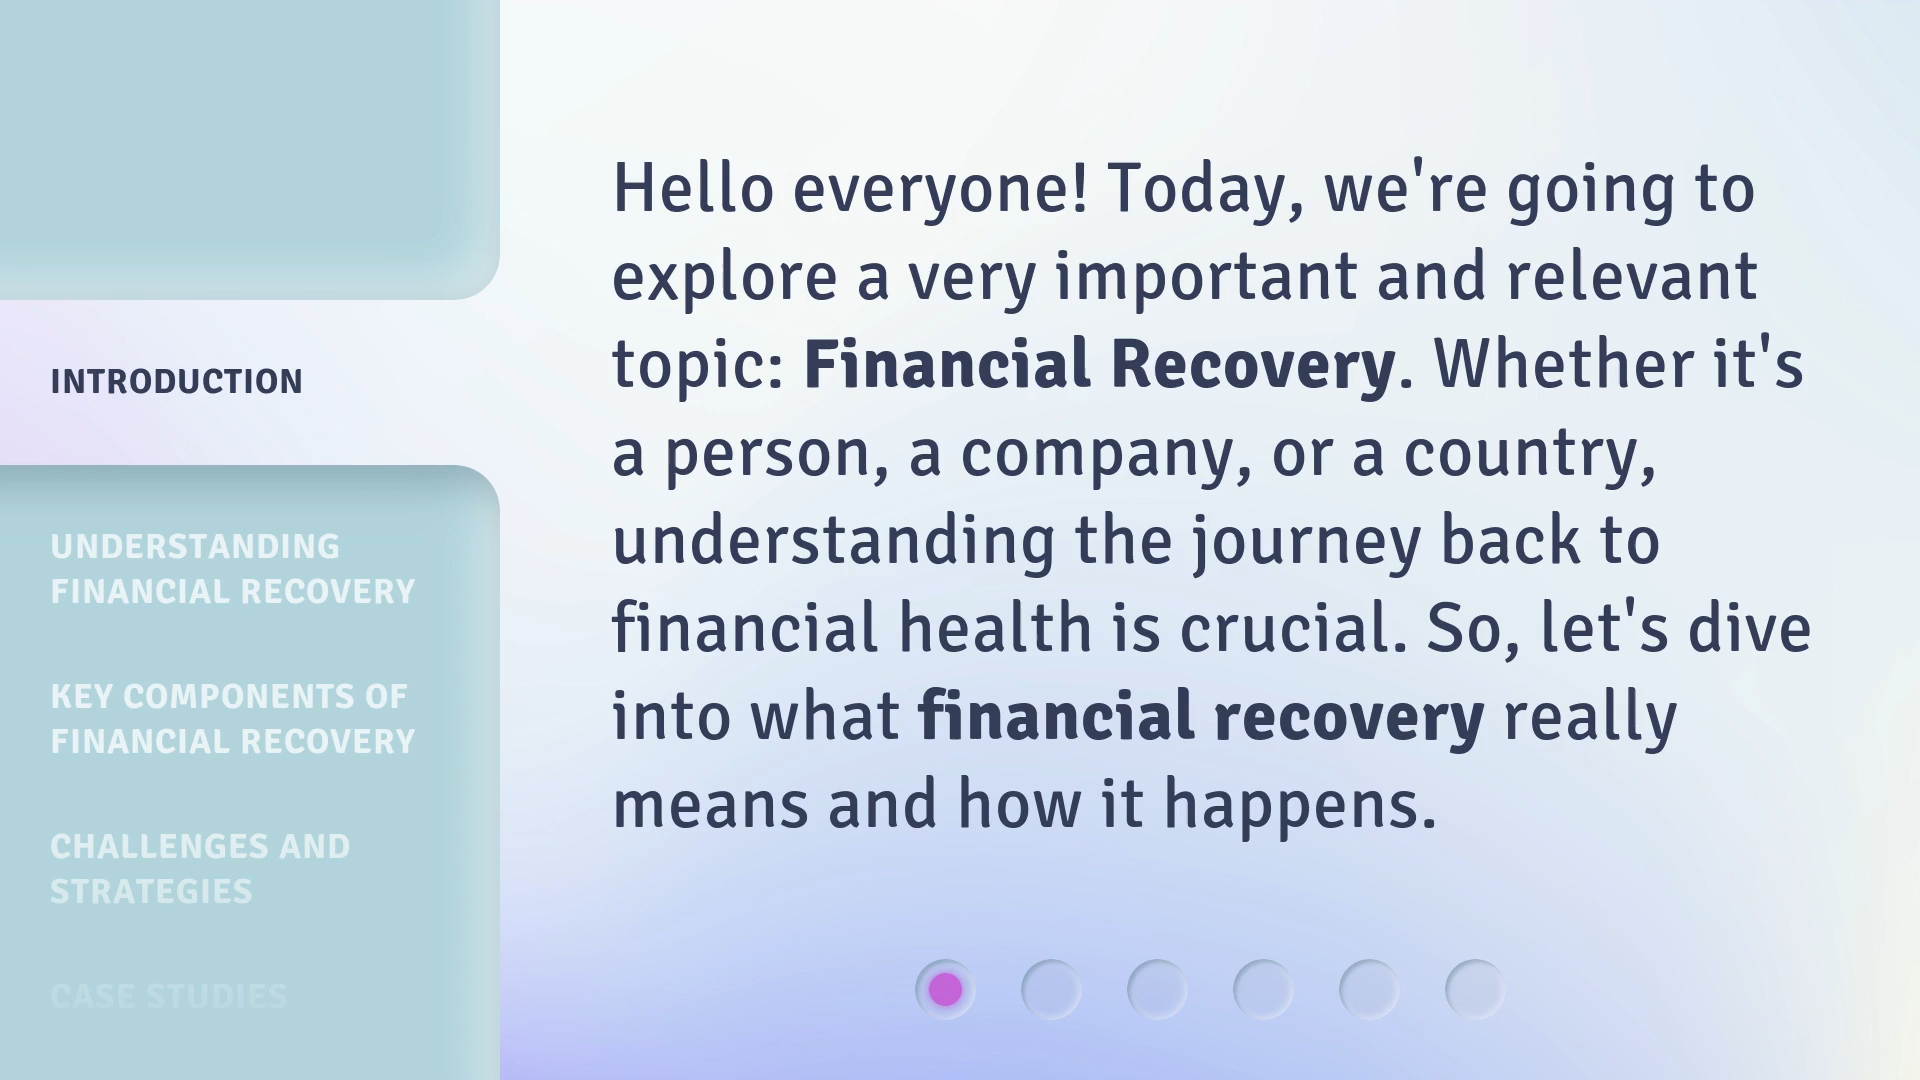 INTRODUCTION
UNDERSTANDING
FINANCIAL RECOVERY
KEY COMPONENTS OF
FINANCIAL RECOVERY
CHALLENGES AND
STRATEGIES
CASE STUDIES
Hello everyone! Today, we're going to
explore a very important and relevant
topic: Financial Recovery. Whether it's
a person, a company, or a country,
understanding the journey back to
financial health is crucial. So, let's dive
into what financial recovery really
means and how it happens.